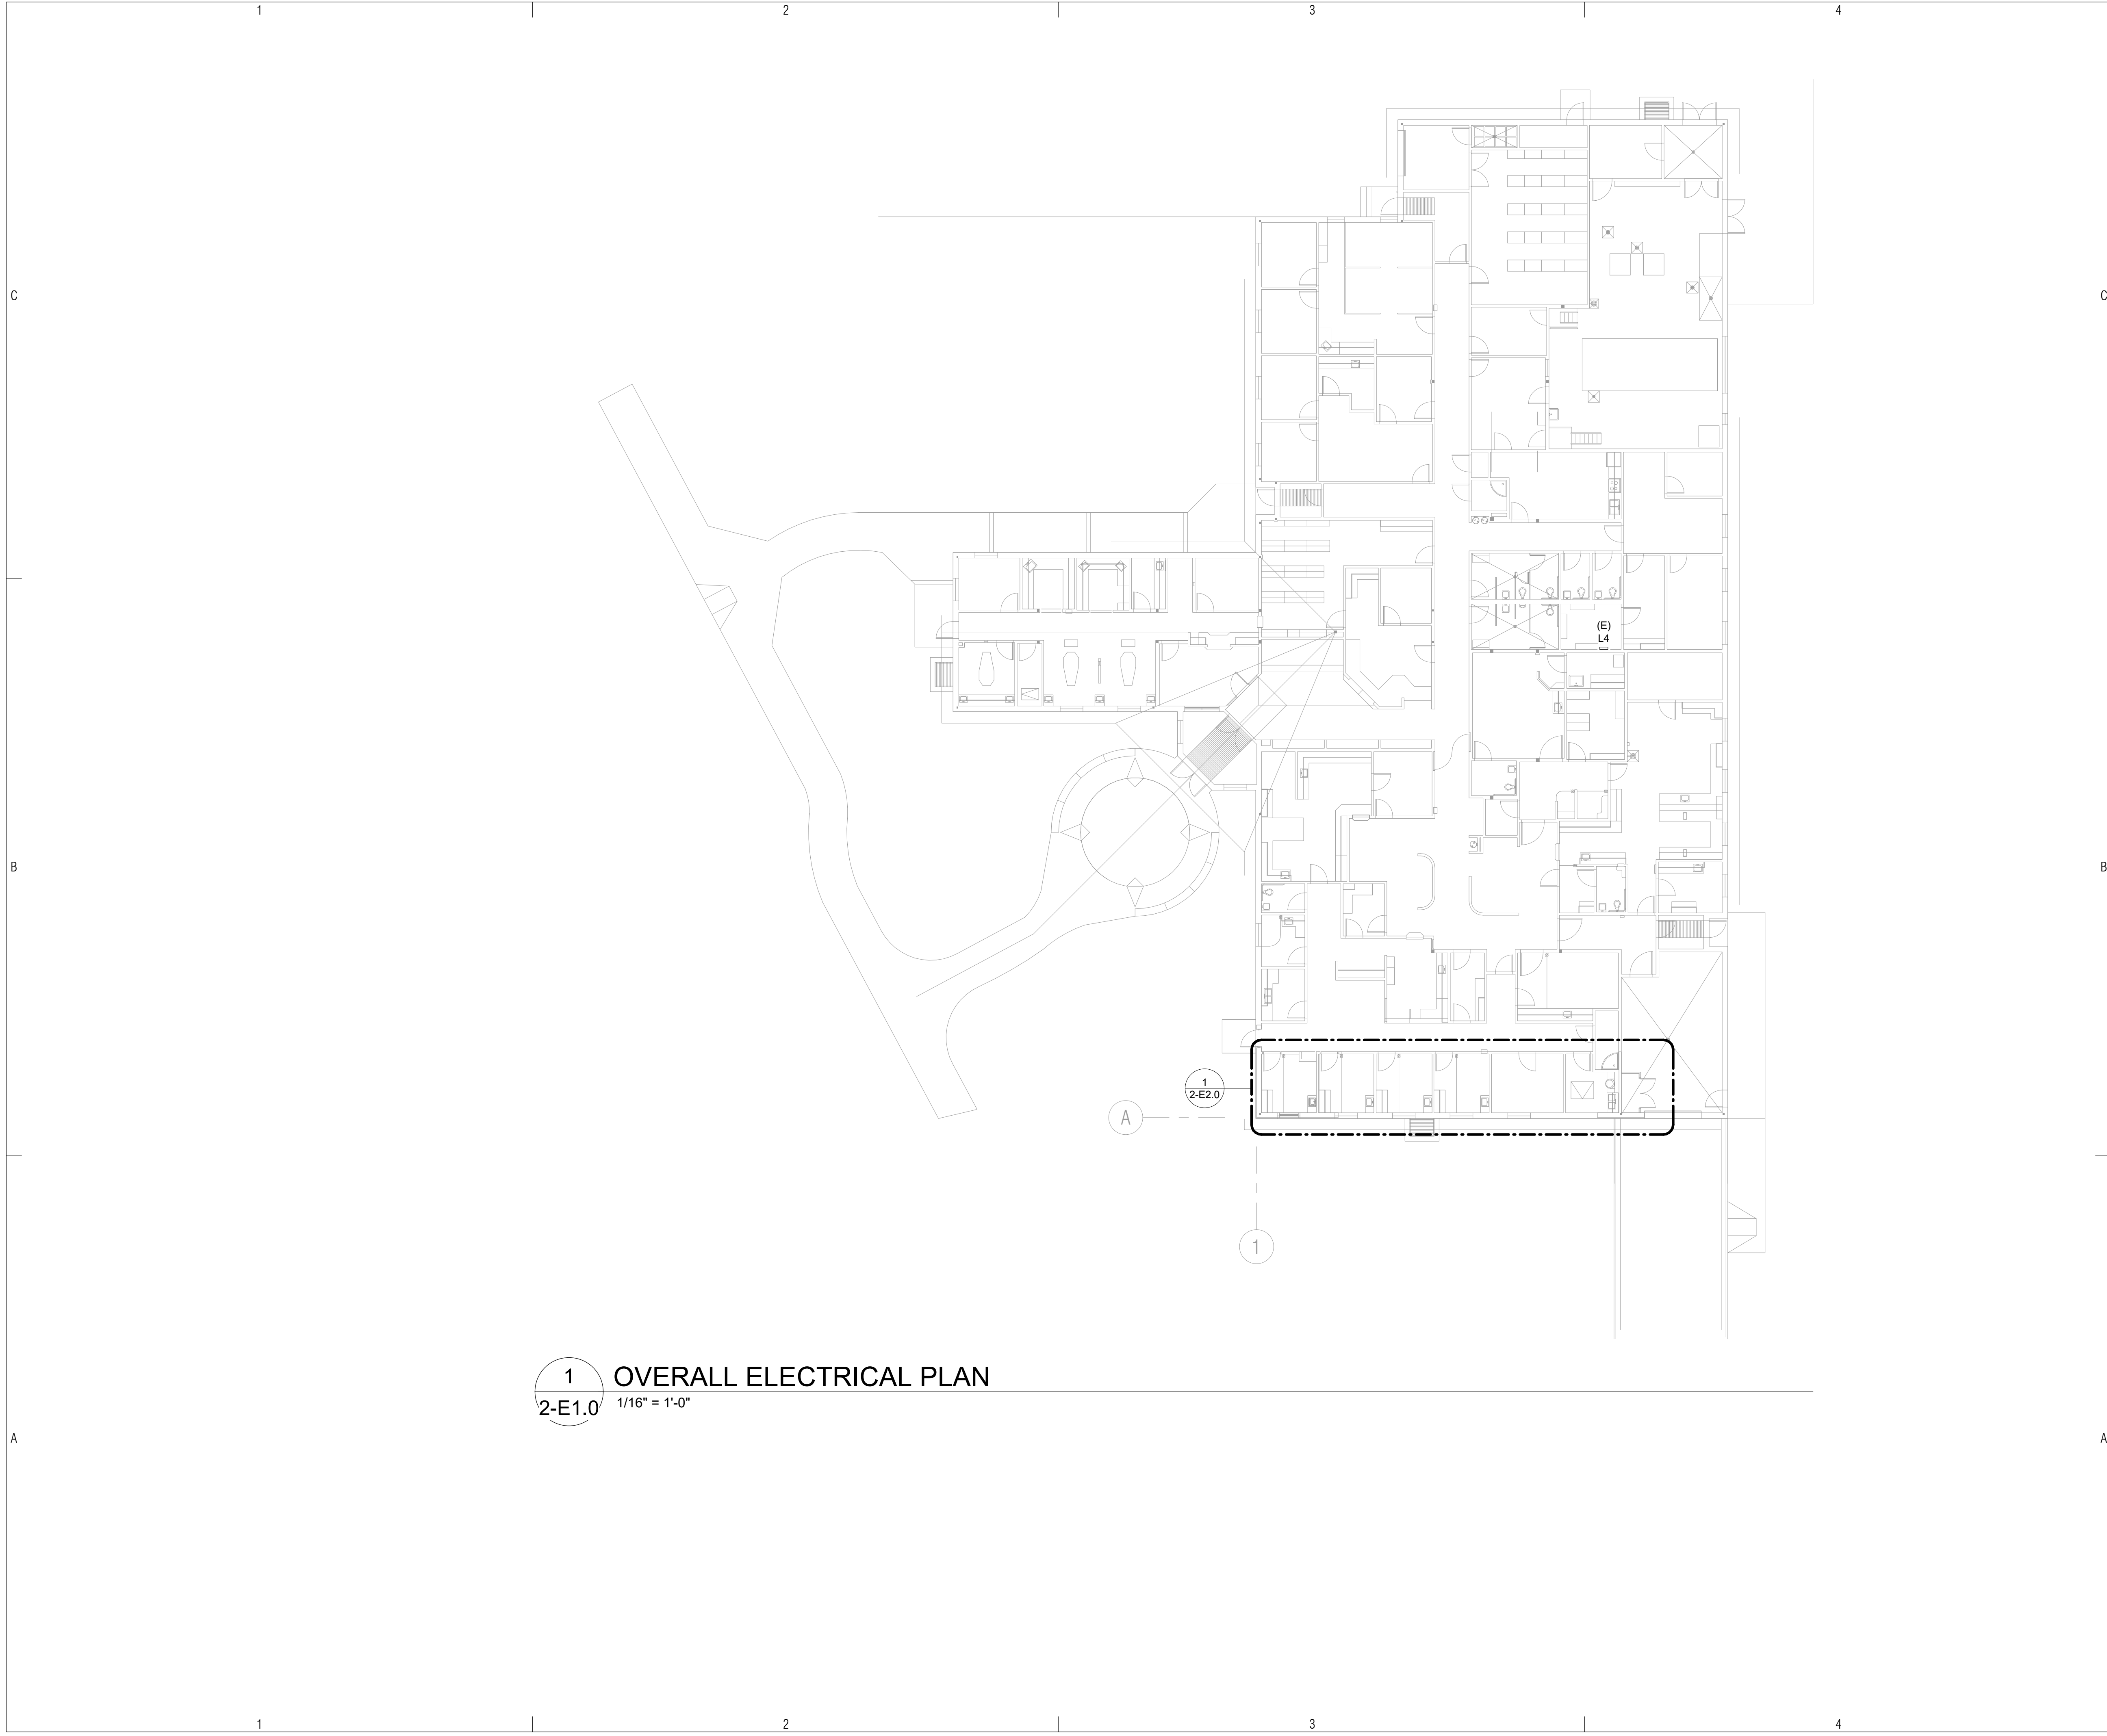 1 2 3 4
C C
(E)
L4
B B
1
2-E2.0
A
1
1
2-E1.0
OVERALL ELECTRICAL PLAN
1/16" = 1'-0"
A A
1 2 3 4